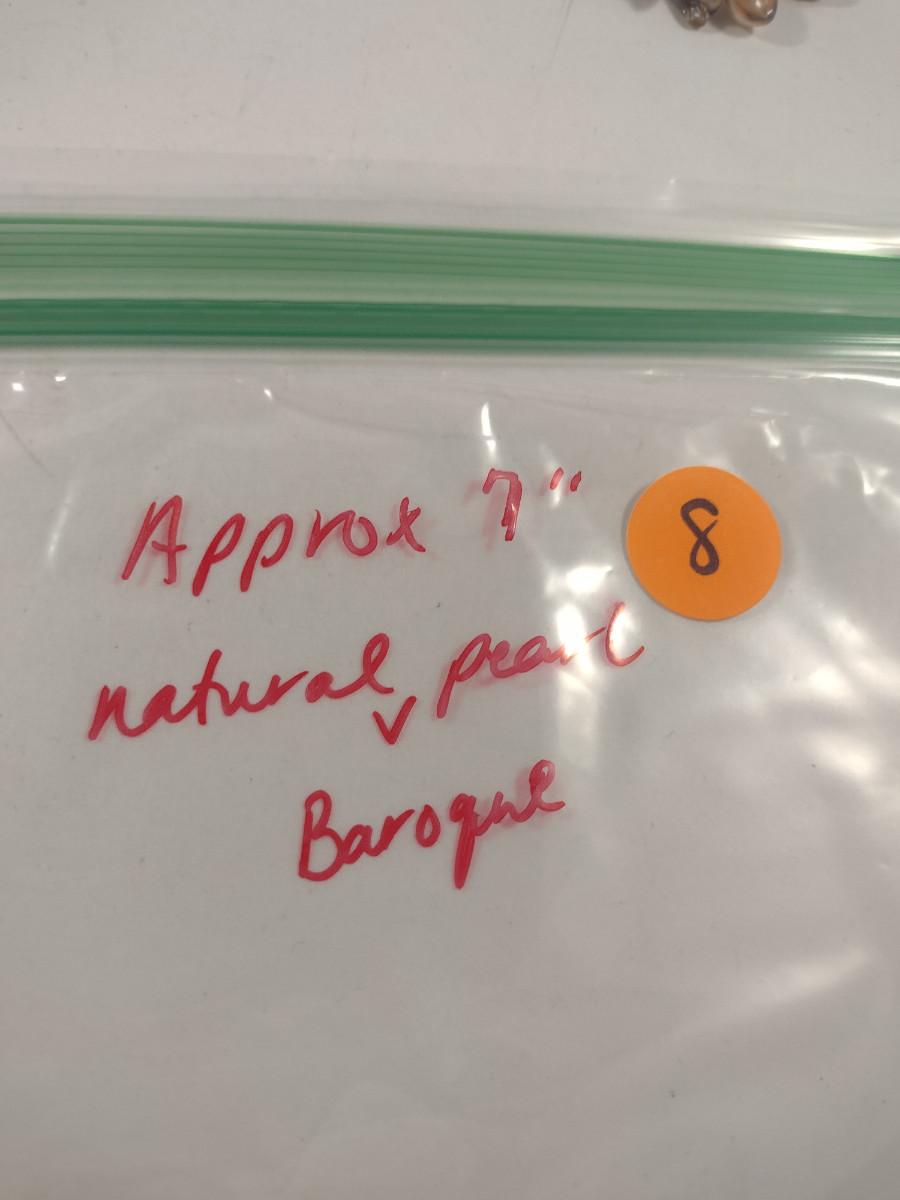 Approx 7"
8
natural pearl
v
Baroque